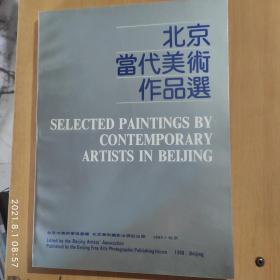 北京
當代美術
作品選
SELECTED PAINTINGS BY
CONTEMPORARY
ARTISTS IN BEIJING
Edited by the Beijing Artists' Association
Published by the Beijing Fine Arts Photographic Publishing House 1988 Beijing
2021.8.1 08:57